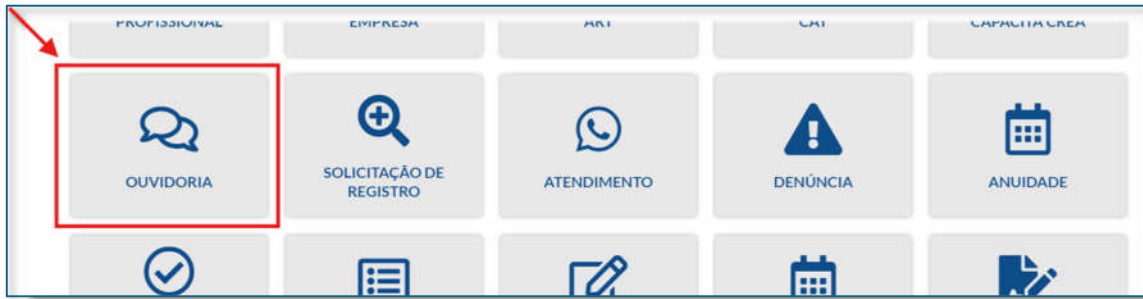 PROFISSIONAL
EMPRESA
ART
CAT
CAPACITA CREA
OUVIDORIA
SOLICITAÇÃO DE
REGISTRO
ATENDIMENTO
DENÚNCIA
ANUIDADE